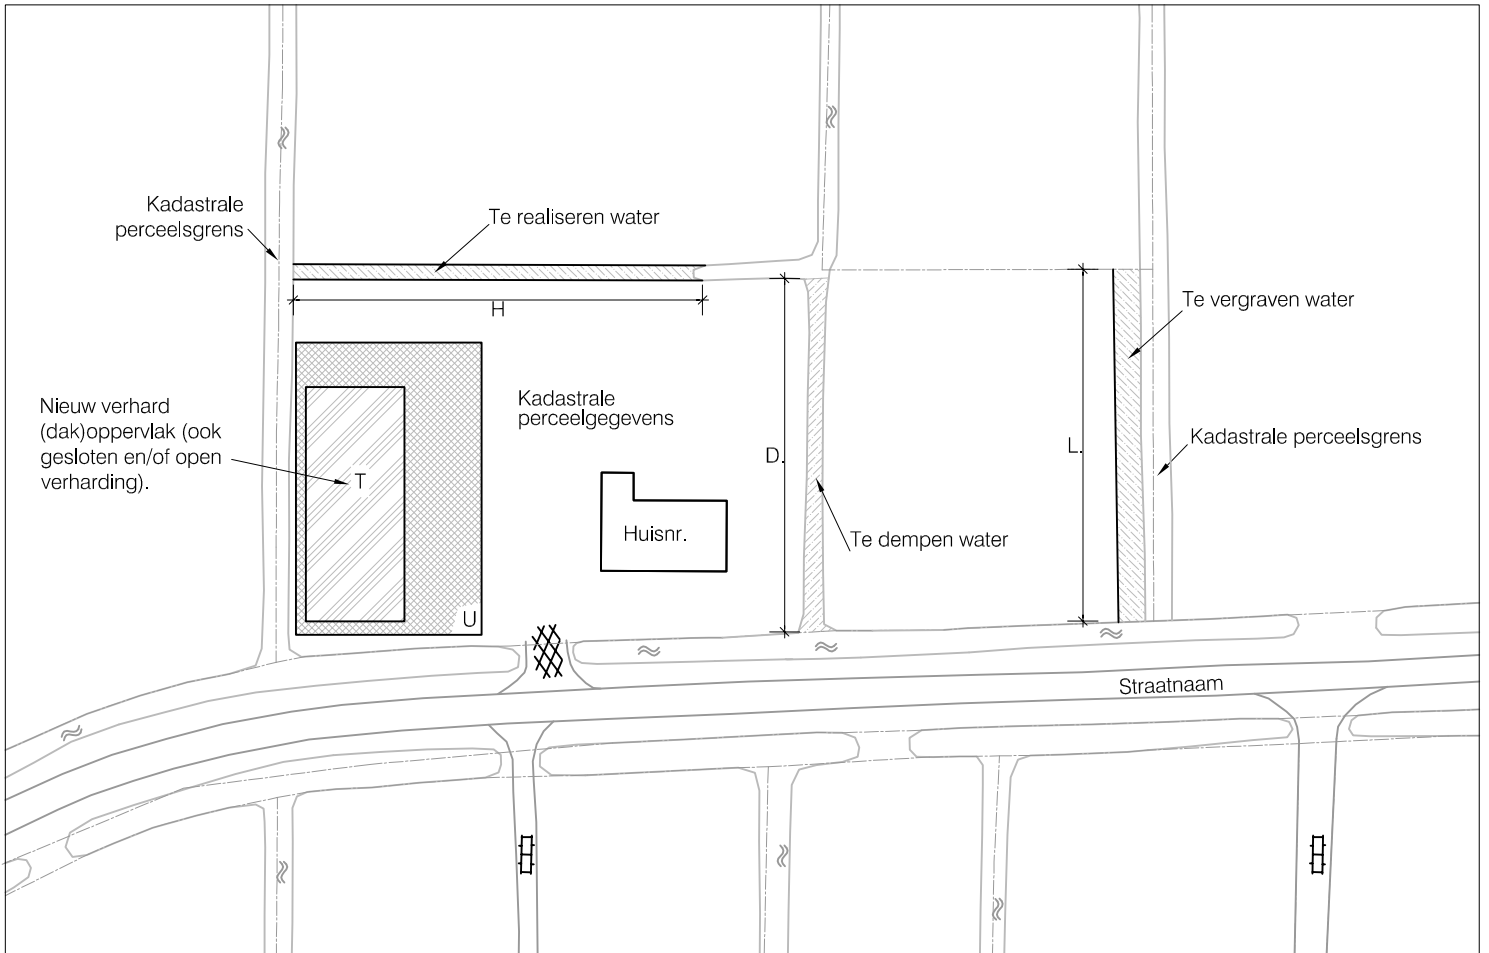 Kadastrale
perceelsgrens
Te realiseren water
H
Te vergraven water
Nieuw verhard
(dak)oppervlak (ook
gesloten en/of open
verharding).
T
U
Kadastrale
perceelgegevens
Huisnr.
D.
L.
Kadastrale perceelsgrens
Te dempen water
Straatnaam